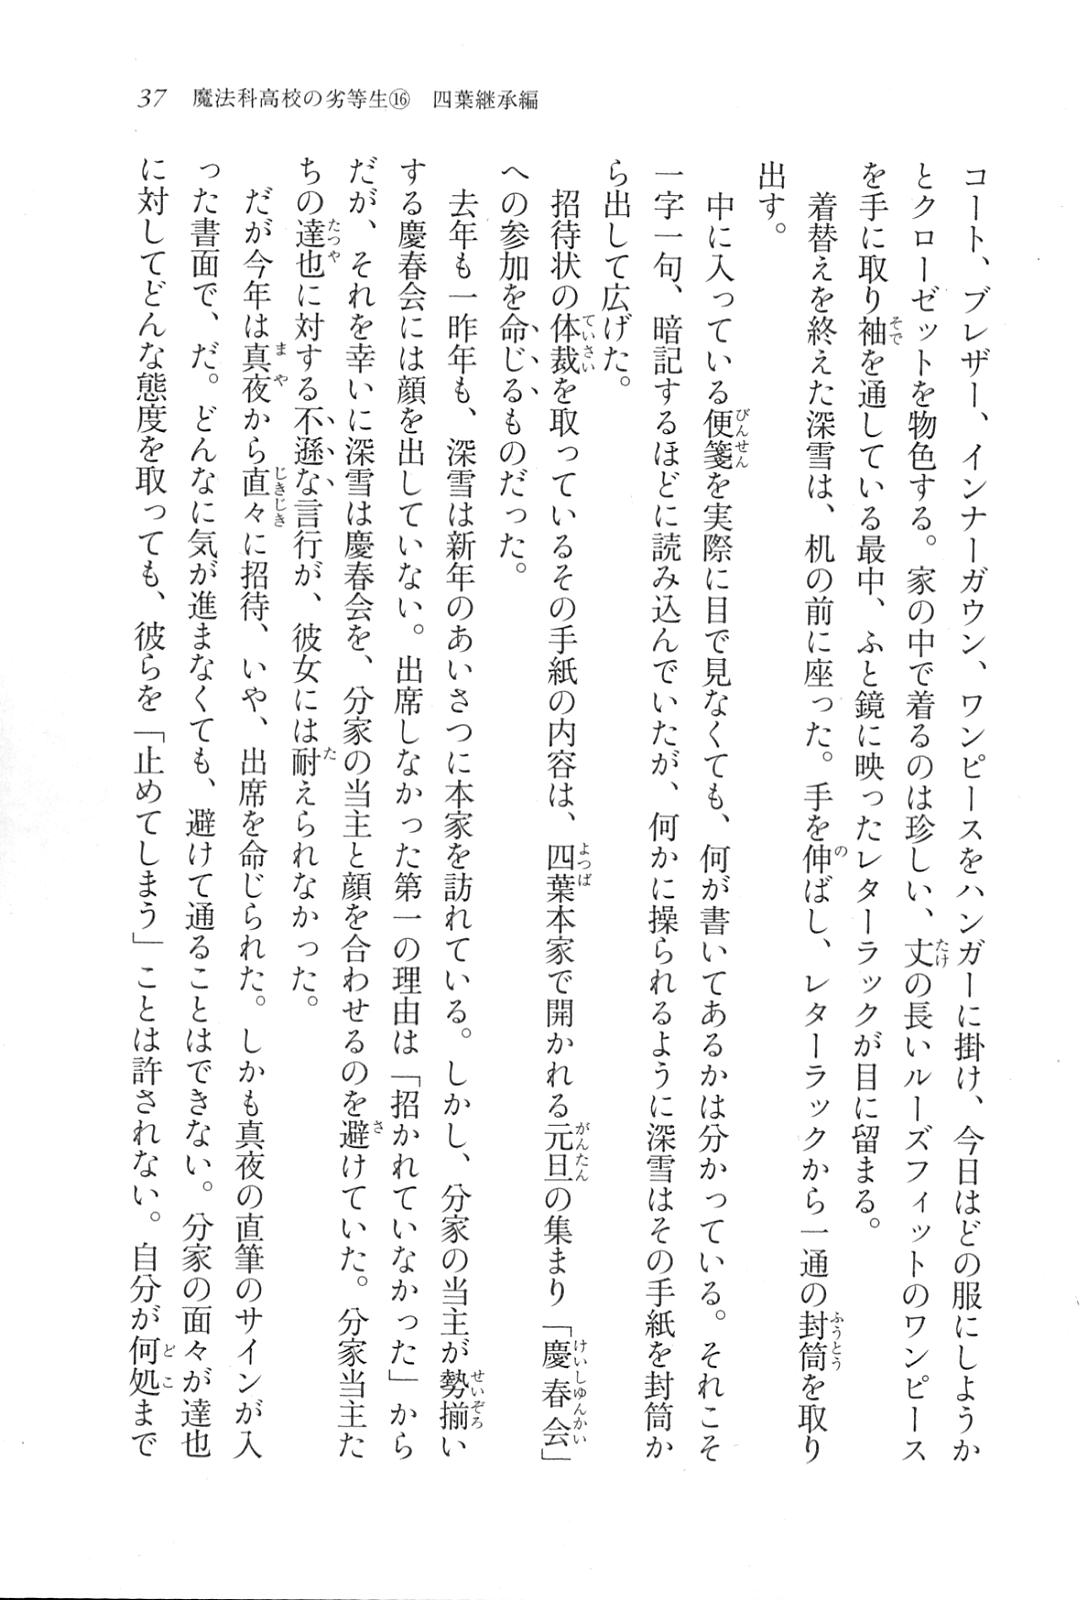 37 魔法科高校の劣等生⑯ 四葉継承編
コート、ブレザー、インナーガウン、ワンピースをハンガーに掛け、今日はどの服にしようか
とクローゼットを物色する。家の中で着るのは珍しい、丈の長いルーズフィットのワンピース
を手に取り袖を通している最中、ふと鏡に映ったレターラックが目に留まる。
　着替えを終えた深雪は、机の前に座った。手を伸ばし、レターラックから一通の封筒を取り
出す。
　中に入っている便箋を実際に目で見なくても、何が書いてあるかは分かっている。それこそ
一字一句、暗記するほどに読み込んでいたが、何かに操られるように深雪はその手紙を封筒か
ら出して広げた。
　招待状の体裁を取っているその手紙の内容は、四葉本家で開かれる元旦の集まり「慶春会」
への参加を命じるものだった。
　去年も一昨年も、深雪は新年のあいさつに本家を訪れている。しかし、分家の当主が勢揃い
する慶春会には顔を出していない。出席しなかった第一の理由は「招かれていなかった」から
だが、それを幸いに深雪は慶春会を、分家の当主と顔を合わせるのを避けていた。分家当主た
ちの達也に対する不遜な言行が、彼女には耐えられなかった。
　だが今年は真夜から直々に招待、いや、出席を命じられた。しかも真夜の直筆のサインが入
った書面で、だ。どんなに気が進まなくても、避けて通ることはできない。分家の面々が達也
に対してどんな態度を取っても、彼らを「止めてしまう」ことは許されない。自分が何処まで